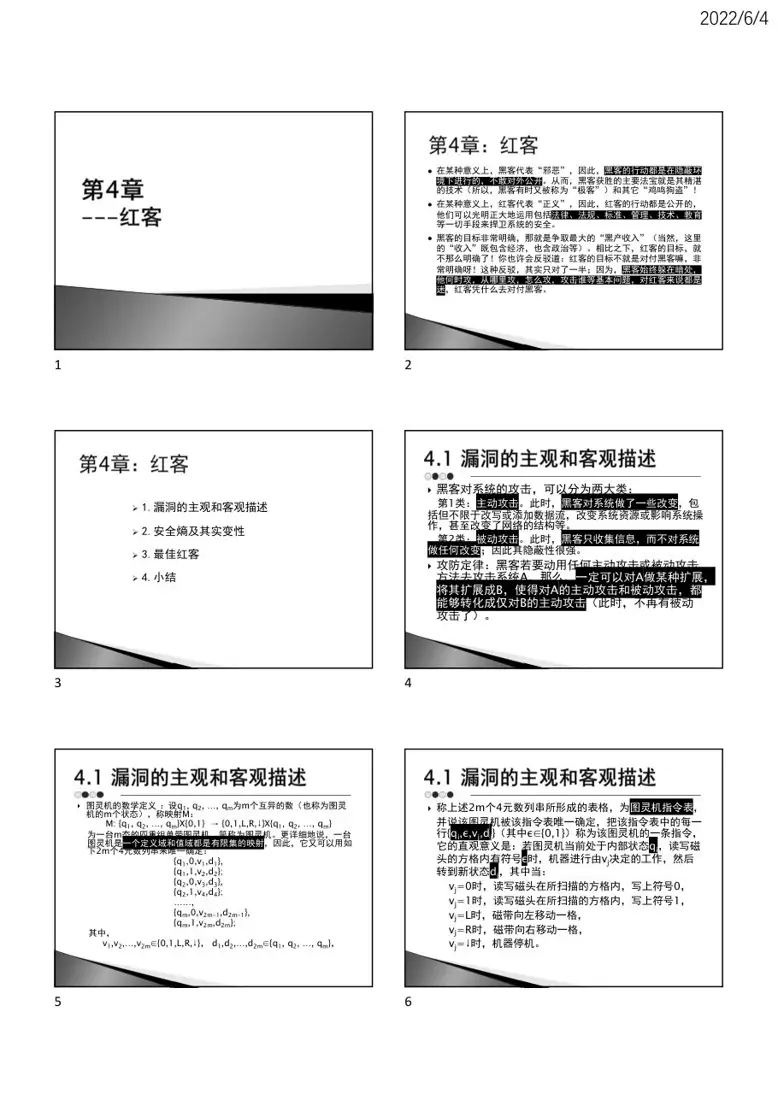 2022/6/4
第4章
---红客
1
第4章：红客
在某种意义上，黑客代表“邪恶”，因此，黑客的行动都是在隐蔽环
境下进行的，不敢对外公开。从而，黑客获胜的主要法宝就是其精湛
的技术（所以，黑客有时又被称为“极客”）和其它“鸡鸣狗盗”！
在某种意义上，红客代表“正义”，因此，红客的行动都是公开的，
他们可以光明正大地运用包括法律、法规、标准、管理、技术、教育
等一切手段来捍卫系统的安全。
黑客的目标非常明确，那就是争取最大的“黑产收入”（当然，这里
的“收入”既包含经济，也含政治等）。相比之下，红客的目标，就
不那么明确了！你也许会反驳道：红客的目标不就是对付黑客嘛，非
常明确呀！这种反驳，其实只对了一半；因为，黑客始终躲在暗处，
他何时攻，从哪里攻，怎么攻，攻击谁等基本问题，对红客来说都是
谜，红客凭什么去对付黑客。
2
第4章：红客
1. 漏洞的主观和客观描述
2. 安全熵及其实变性
3. 最佳红客
4. 小结
3
4.1 漏洞的主观和客观描述
黑客对系统的攻击，可以分为两大类：
第1类：主动攻击。此时，黑客对系统做了一些改变，包
括但不限于改写或添加数据流，改变系统资源或影响系统操
作，甚至改变了网络的结构等。
第2类：被动攻击。此时，黑客只收集信息，而不对系统
做任何改变；因此其隐蔽性很强。
攻防定律：黑客若要动用任何主动攻击或被动攻击
方法去攻击系统A，那么，一定可以对A做某种扩展，
将其扩展成B，使得对A的主动攻击和被动攻击，都
能够转化成仅对B的主动攻击（此时，不再有被动
攻击了）。
4
4.1 漏洞的主观和客观描述
图灵机的数学定义 ：设q₁, q₂, …, qₘ为m个互异的数（也称为图灵
机的m个状态），称映射M:
M: {q₁, q₂, …, qₘ}X{0,1} → {0,1,L,R,↓}X{q₁, q₂, …, qₘ}
为一台m态的四重组单带图灵机，简称为图灵机。更详细地说，一台
图灵机是一个定义域和值域都是有限集的映射，因此，它又可以用如
下2m个4元数列串来唯一确定：
{q₁,0,v₁,d₁},
{q₁,1,v₂,d₂};
{q₂,0,v₃,d₃},
{q₂,1,v₄,d₄};
……,
{qₘ,0,v₂ₘ₋₁,d₂ₘ₋₁},
{qₘ,1,v₂ₘ,d₂ₘ};
其中，
v₁,v₂,…,v₂ₘ∈{0,1,L,R,↓}, d₁,d₂,…,d₂ₘ∈{q₁, q₂, …, qₘ},
5
4.1 漏洞的主观和客观描述
称上述2m个4元数列串所形成的表格，为图灵机指令表，
并说该图灵机被该指令表唯一确定，把该指令表中的每一
行{qᵢ,ϵ,vⱼ,dⱼ}（其中ϵ∈{0,1}）称为该图灵机的一条指令，
它的直观意义是：若图灵机当前处于内部状态qᵢ，读写磁
头的方格内有符号ϵ时，机器进行由vⱼ决定的工作，然后
转到新状态dⱼ，其中当：
vⱼ=0时，读写磁头在所扫描的方格内，写上符号0，
vⱼ=1时，读写磁头在所扫描的方格内，写上符号1，
vⱼ=L时，磁带向左移动一格，
vⱼ=R时，磁带向右移动一格，
vⱼ=↓时，机器停机。
6